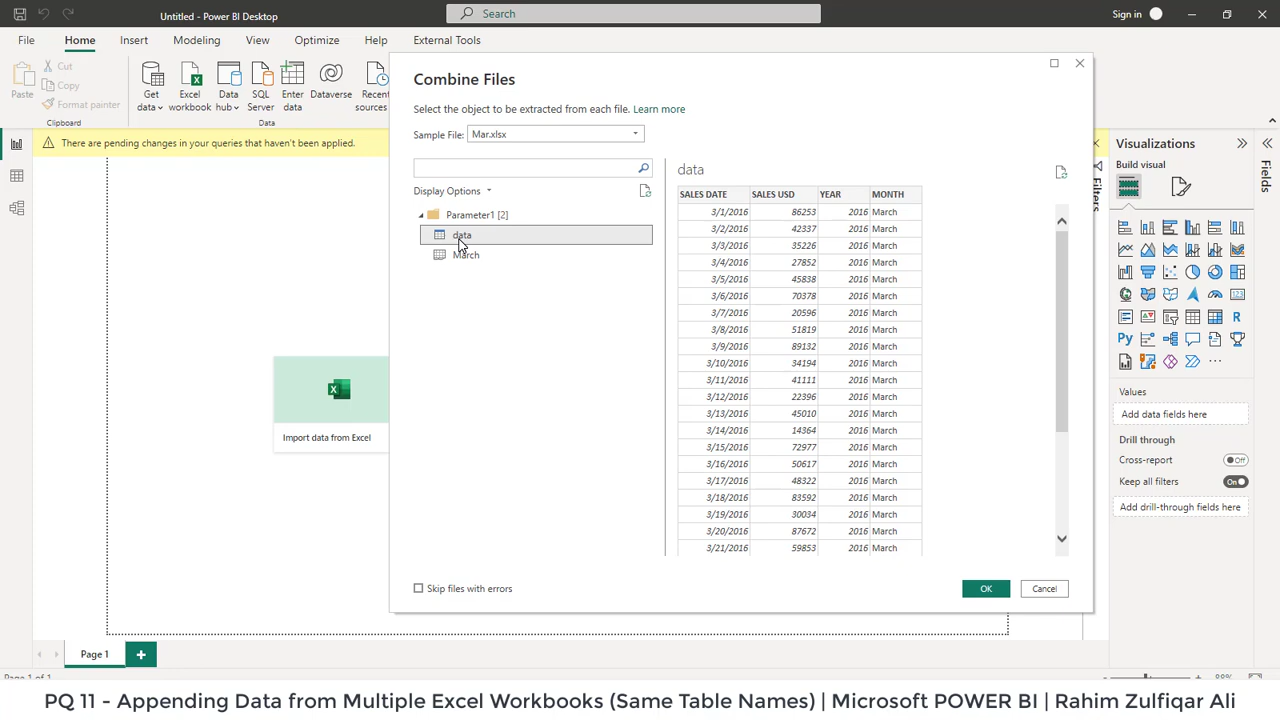 Untitled - Power BI Desktop
Search
Sign in
File
Home
Insert
Modeling
View
Optimize
Help
External Tools
Paste
Cut
Copy
Format painter
Clipboard
Get data
Excel workbook
Data hub
SQL Server
Enter data
Dataverse
Recent sources
Data
There are pending changes in your queries that haven't been applied.
Combine Files
Select the object to be extracted from each file. Learn more
Sample File: Mar.xlsx
Display Options
Parameter1 [2]
data
March
data
SALES DATE SALES USD YEAR MONTH
3/1/2016 86253 2016 March
3/2/2016 42337 2016 March
3/3/2016 35226 2016 March
3/4/2016 27852 2016 March
3/5/2016 45838 2016 March
3/6/2016 70378 2016 March
3/7/2016 20596 2016 March
3/8/2016 51819 2016 March
3/9/2016 89132 2016 March
3/10/2016 34194 2016 March
3/11/2016 41111 2016 March
3/12/2016 22396 2016 March
3/13/2016 45010 2016 March
3/14/2016 14364 2016 March
3/15/2016 72977 2016 March
3/16/2016 50617 2016 March
3/17/2016 48322 2016 March
3/18/2016 83592 2016 March
3/19/2016 30034 2016 March
3/20/2016 87672 2016 March
3/21/2016 59853 2016 March
Skip files with errors
OK
Cancel
Import data from Excel
Filters
Visualizations
Build visual
Fields
123
R
Py
Values
Add data fields here
Drill through
Cross-report
Off
Keep all filters
On
Add drill-through fields here
Page 1
Page 1 of 1
88%
PQ 11 - Appending Data from Multiple Excel Workbooks (Same Table Names) | Microsoft POWER BI | Rahim Zulfiqar Ali